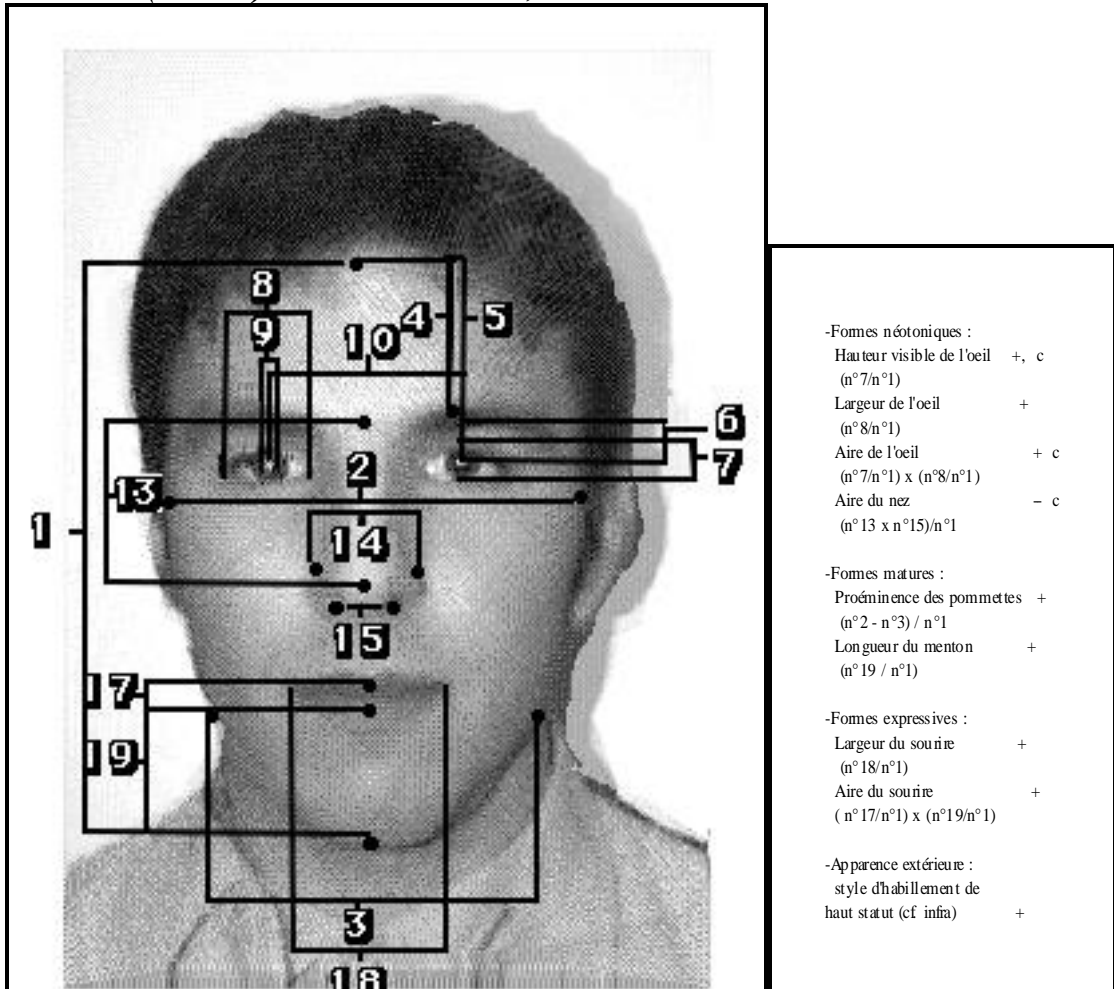 8
9
10
4
5
6
7
2
13
1
14
15
17
19
3
18
-Formes néotoniques :
Hauteur visible de l'oeil +, c
(n°7/n°1)
Largeur de l'oeil +
(n°8/n°1)
Aire de l'oeil + c
(n°7/n°1) x (n°8/n°1)
Aire du nez – c
(n°13 x n°15)/n°1
-Formes matures :
Proéminence des pommettes +
(n°2 - n°3) / n°1
Longueur du menton +
(n°19 / n°1)
-Formes expressives :
Largeur du sourire +
(n°18/n°1)
Aire du sourire +
( n°17/n°1) x (n°19/n°1)
-Apparence extérieure :
style d'habillement de
haut statut (cf. infra) +